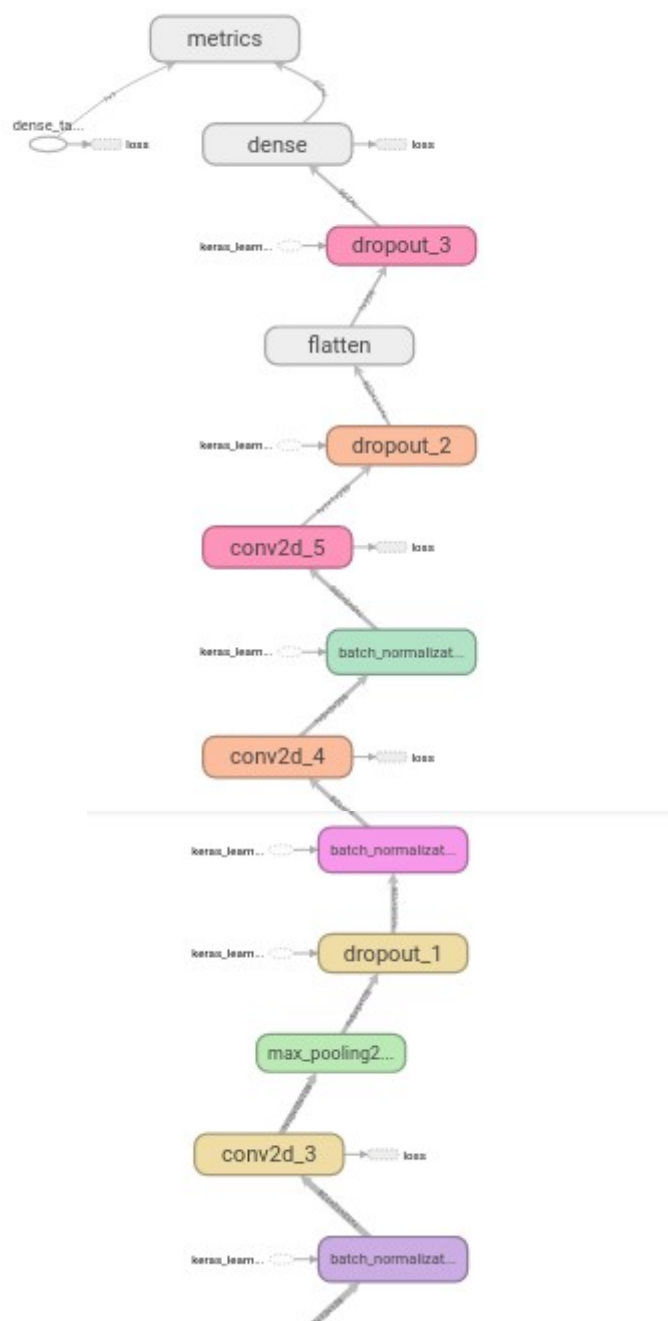 metrics
dense_ta...
loss
dense
loss
keras_learn...
dropout_3
flatten
keras_learn...
dropout_2
conv2d_5
loss
keras_learn...
batch_normalizat...
conv2d_4
loss
keras_learn...
batch_normalizat...
keras_learn...
dropout_1
max_pooling2...
conv2d_3
loss
keras_learn...
batch_normalizat...